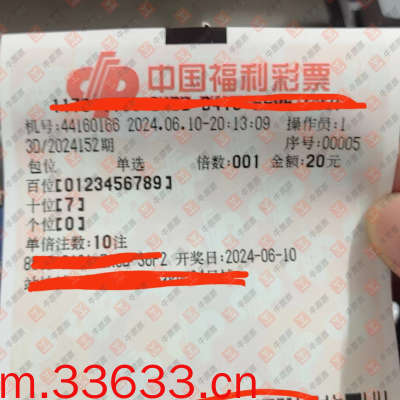 中国福利彩票
机号:44160166 2024.06.10-20:13:09 操作员:1
3D/2024152期 序号:00005
包位 单选 倍数:001 金额:20元
百位[0123456789]
十位[7]
个位[0]
单倍注数:10注
开奖日:2024-06-10
m.33633.cn